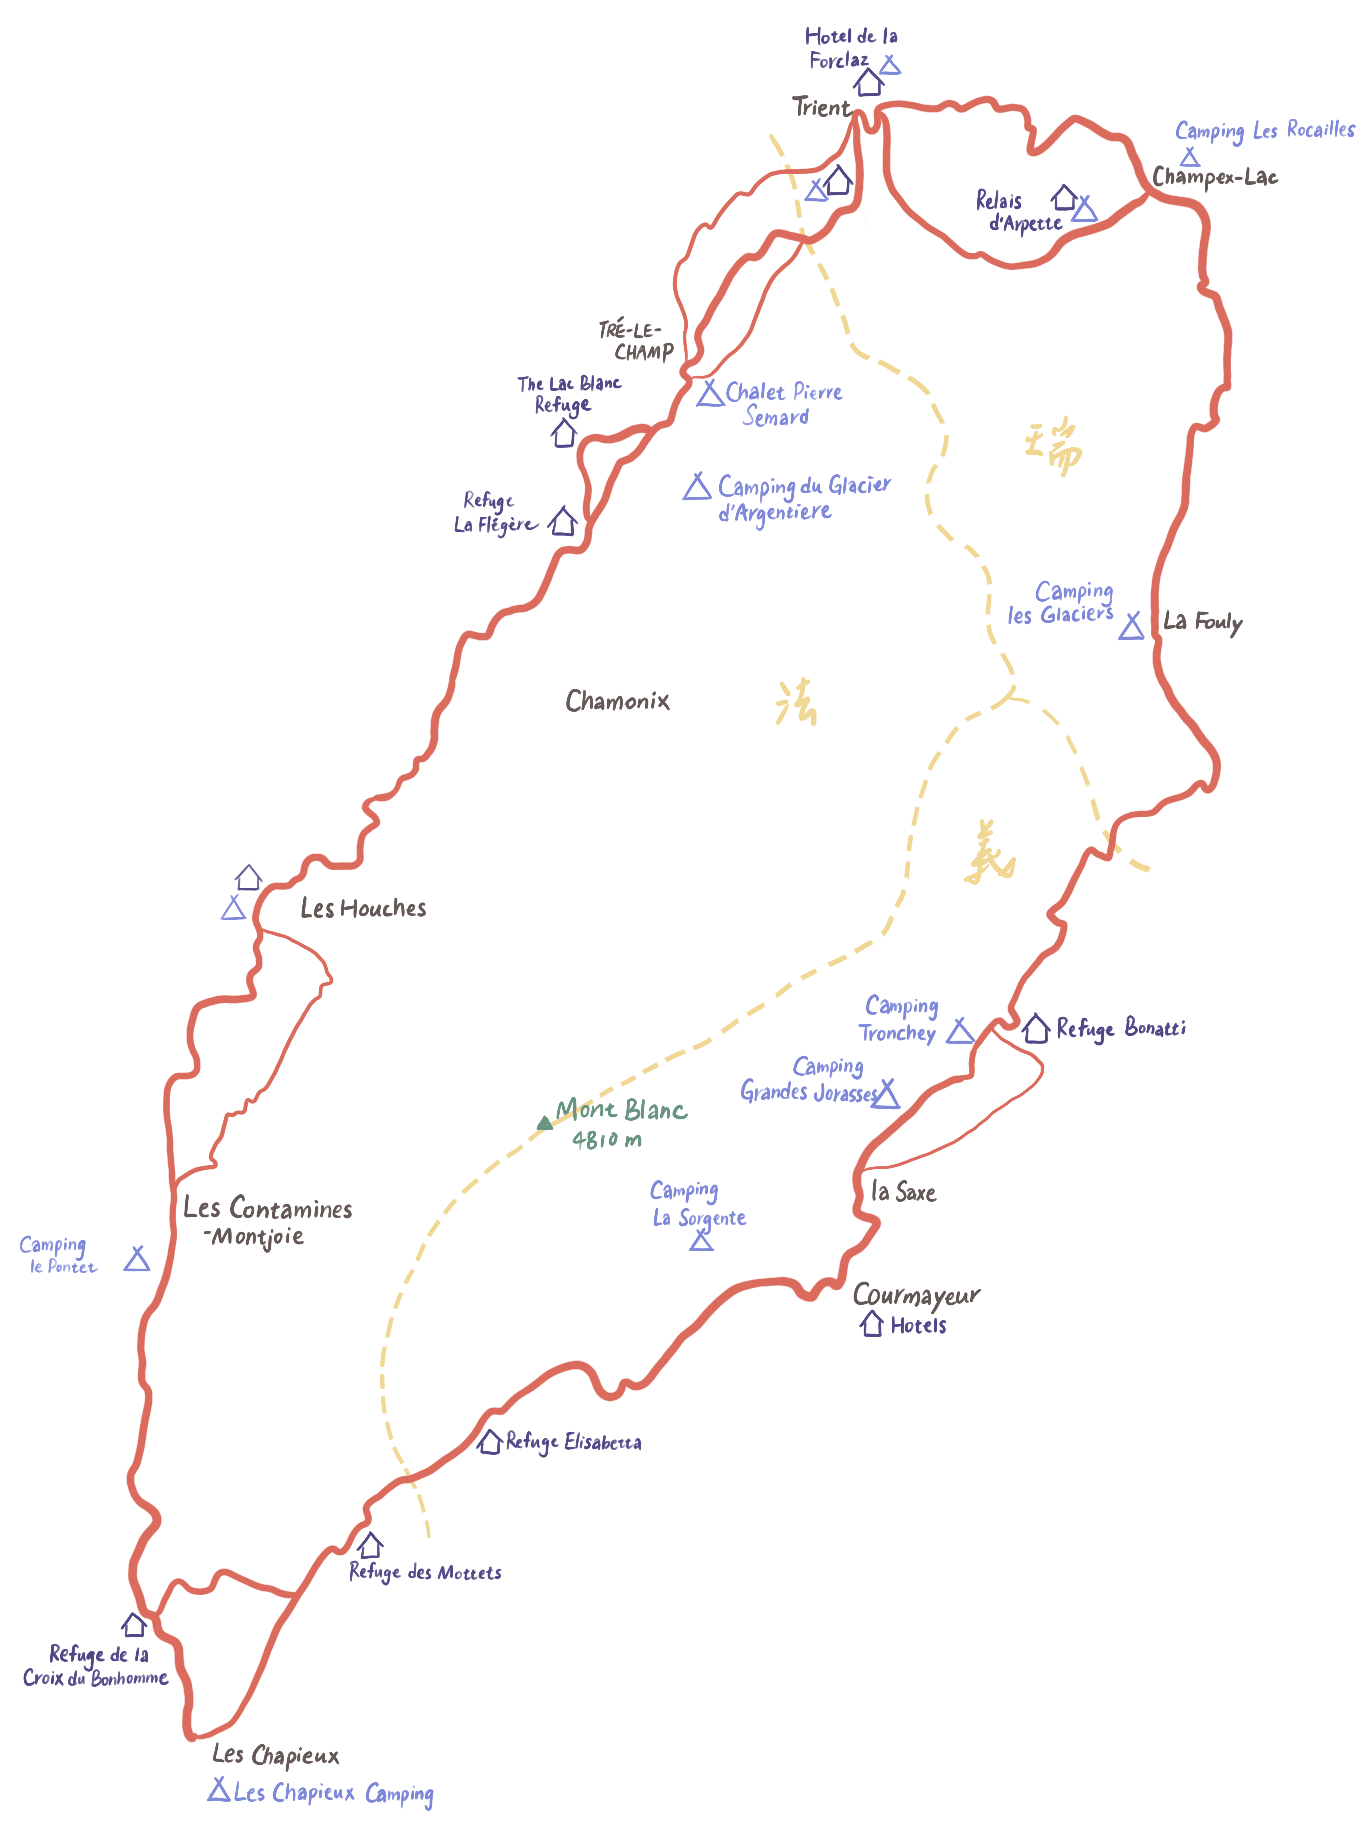 Hotel de la
Forclaz
Trient
Camping Les Rocailles
Champex-Lac
Relais
d'Arpette
TRÉ-LE-
CHAMP
The Lac Blanc
Refuge
Chalet Pierre
Semard
瑞
Camping du Glacier
d'Argentiere
Refuge
La Flégère
Camping
les Glaciers
La Fouly
Chamonix
法
義
Les Houches
Camping
Tronchey
Refuge Bonatti
Camping
Grandes Jorasses
Mont Blanc
4810 m
Camping
La Sorgente
la Saxe
Les Contamines
-Montjoie
Camping
le Pontet
Courmayeur
Hotels
Refuge Elisabetta
Refuge des Mottets
Refuge de la
Croix du Bonhomme
Les Chapieux
Les Chapieux Camping